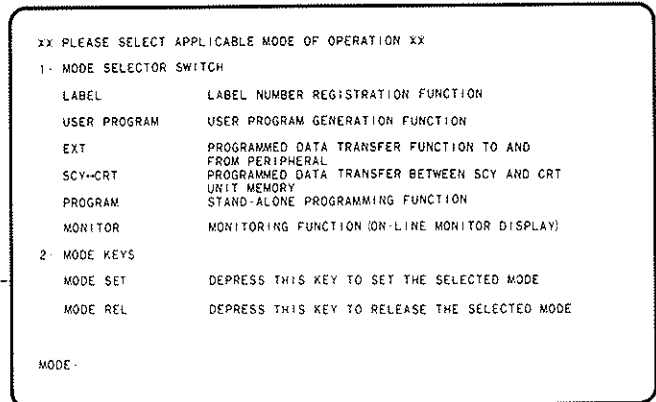 XX PLEASE SELECT APPLICABLE MODE OF OPERATION XX
1- MODE SELECTOR SWITCH
LABEL LABEL NUMBER REGISTRATION FUNCTION
USER PROGRAM USER PROGRAM GENERATION FUNCTION
EXT PROGRAMMED DATA TRANSFER FUNCTION TO AND
FROM PERIPHERAL
SCY↔CRT PROGRAMMED DATA TRANSFER BETWEEN SCY AND CRT
UNIT MEMORY
PROGRAM STAND-ALONE PROGRAMMING FUNCTION
MONITOR MONITORING FUNCTION (ON-LINE MONITOR DISPLAY)
2- MODE KEYS
MODE SET DEPRESS THIS KEY TO SET THE SELECTED MODE
MODE REL DEPRESS THIS KEY TO RELEASE THE SELECTED MODE
MODE-